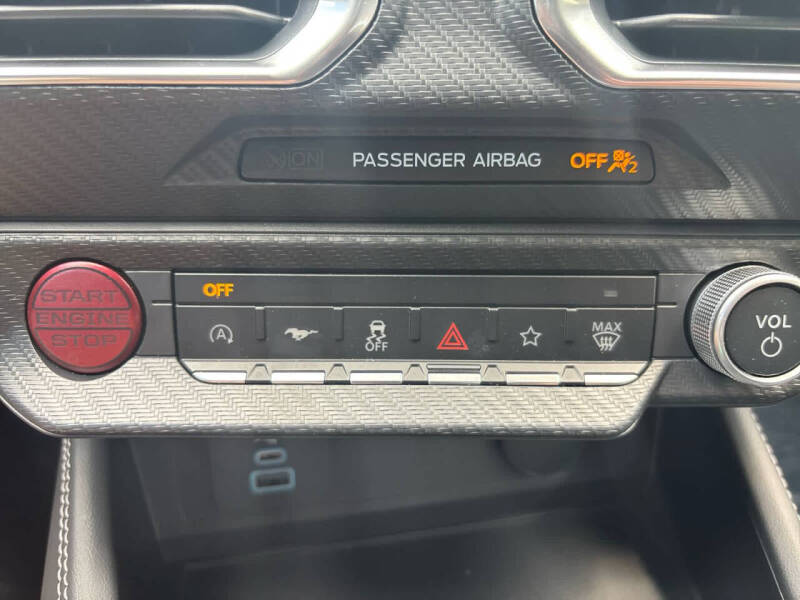 ON PASSENGER AIRBAG OFF 2
START
ENGINE
STOP
OFF
A
OFF
MAX
VOL